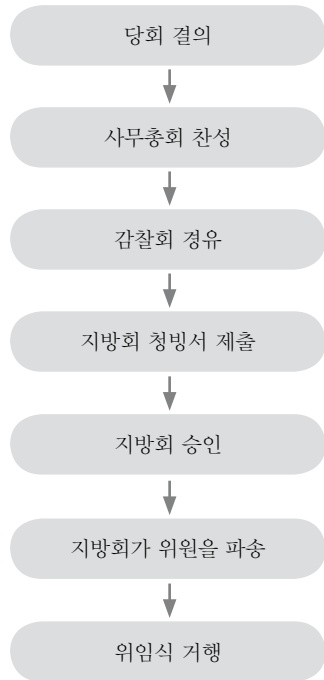 당회 결의
사무총회 찬성
감찰회 경유
지방회 청빙서 제출
지방회 승인
지방회가 위원을 파송
위임식 거행